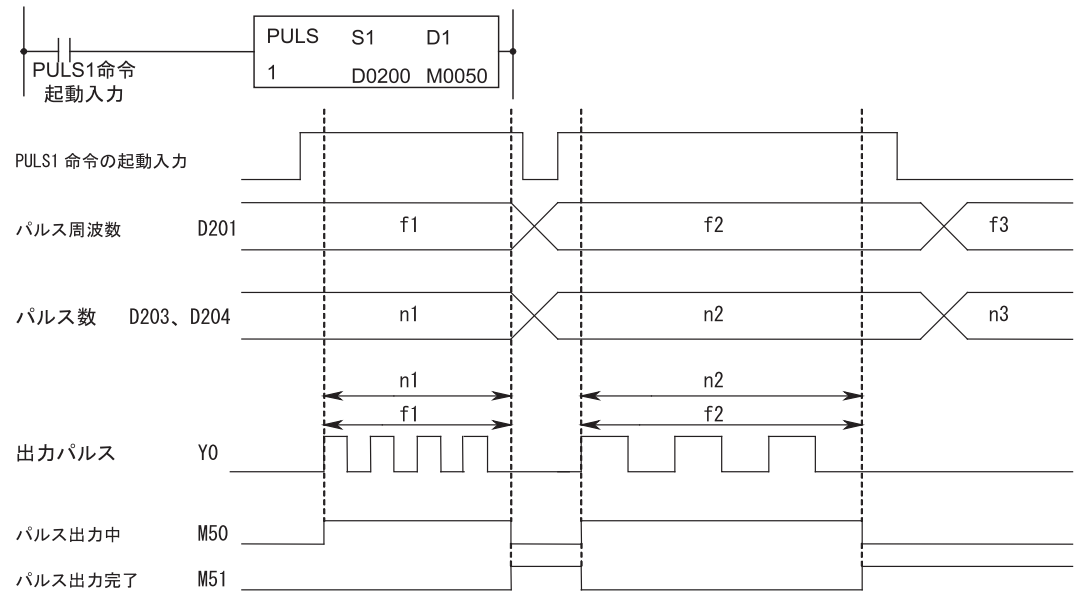 PULS S1 D1
1 D0200 M0050
PULS1命令
起動入力
PULS1 命令の起動入力
パルス周波数 D201 f1 f2 f3
パルス数 D203、D204 n1 n2 n3
n1 n2
f1 f2
出力パルス Y0
パルス出力中 M50
パルス出力完了 M51